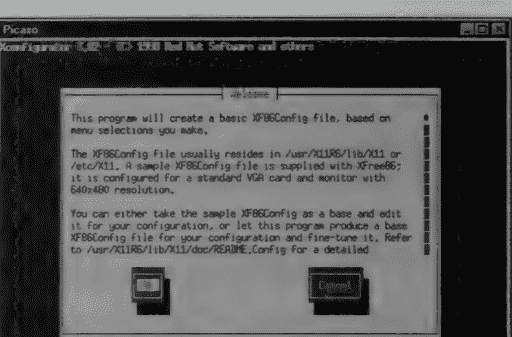 Picaso
Xconfigurator
Software and others
Welcome
This program will create a basic XF86Config file, based on
menu selections you make.
The XF86Config file usually resides in /usr/X11R6/lib/X11 or
/etc/X11. A sample XF86Config file is supplied with XFree86;
it is configured for a standard VGA card and monitor with
640x480 resolution.
You can either take the sample XF86Config as a base and edit
it for your configuration, or let this program produce a base
XF86Config file for your configuration and fine-tune it. Refer
to /usr/X11R6/lib/X11/doc/README.Config for a detailed
Cancel